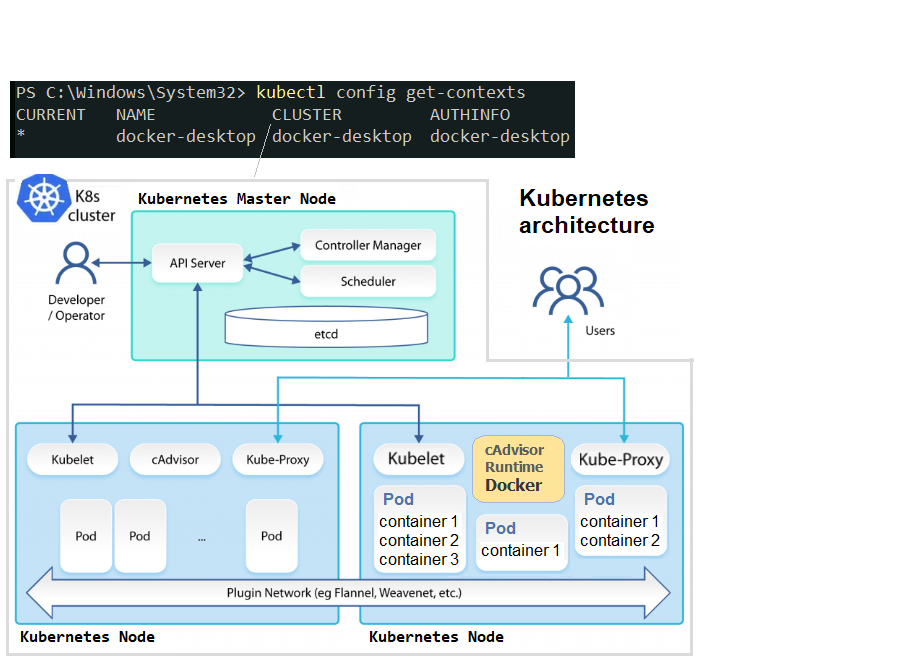 PS C:\Windows\System32> kubectl config get-contexts
CURRENT NAME CLUSTER AUTHINFO
* docker-desktop docker-desktop docker-desktop
K8s
cluster
Kubernetes Master Node
Kubernetes
architecture
API Server
Controller Manager
Scheduler
etcd
Developer
/ Operator
Users
Kubelet
cAdvisor
Kube-Proxy
Pod
Pod
...
Pod
Kubelet
cAdvisor
Runtime
Docker
Kube-Proxy
Pod
container 1
container 2
container 3
Pod
container 1
Pod
container 1
container 2
Plugin Network (eg Flannel, Weavenet, etc.)
Kubernetes Node
Kubernetes Node